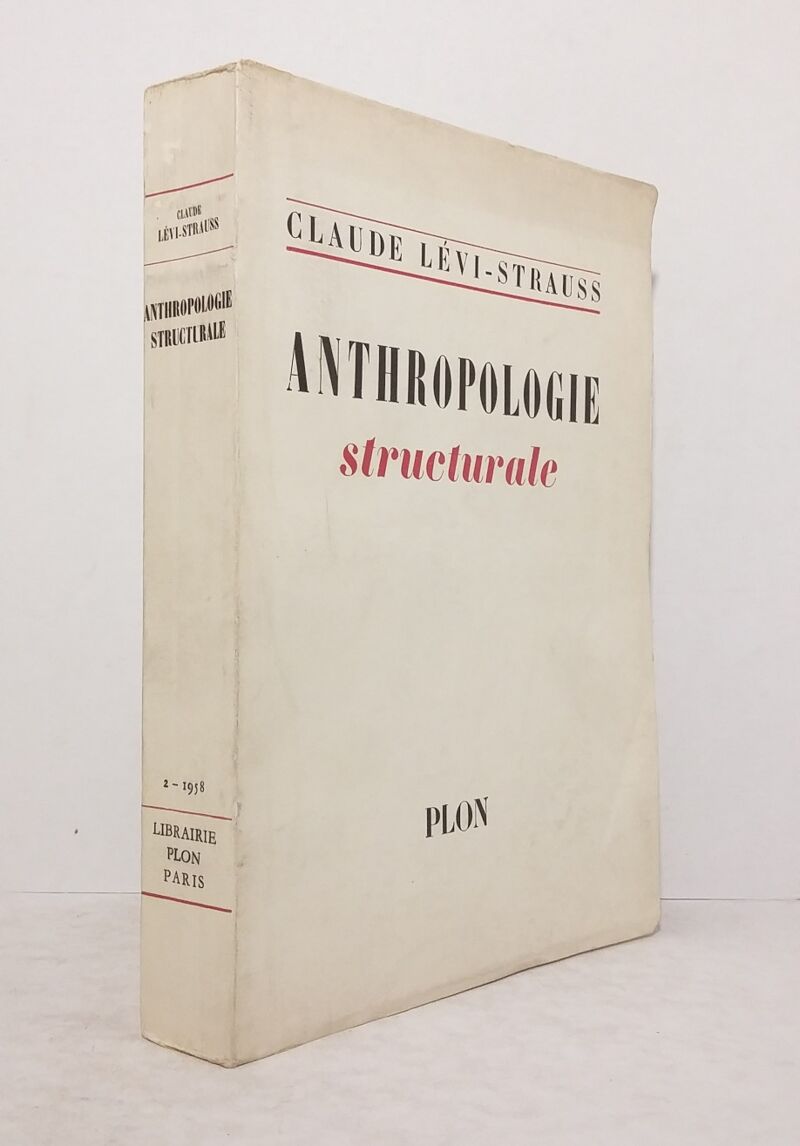 CLAUDE
LÉVI-STRAUSS
ANTHROPOLOGIE
STRUCTURALE
2 - 1958
LIBRAIRIE
PLON
PARIS
CLAUDE LÉVI-STRAUSS
ANTHROPOLOGIE
structurale
PLON